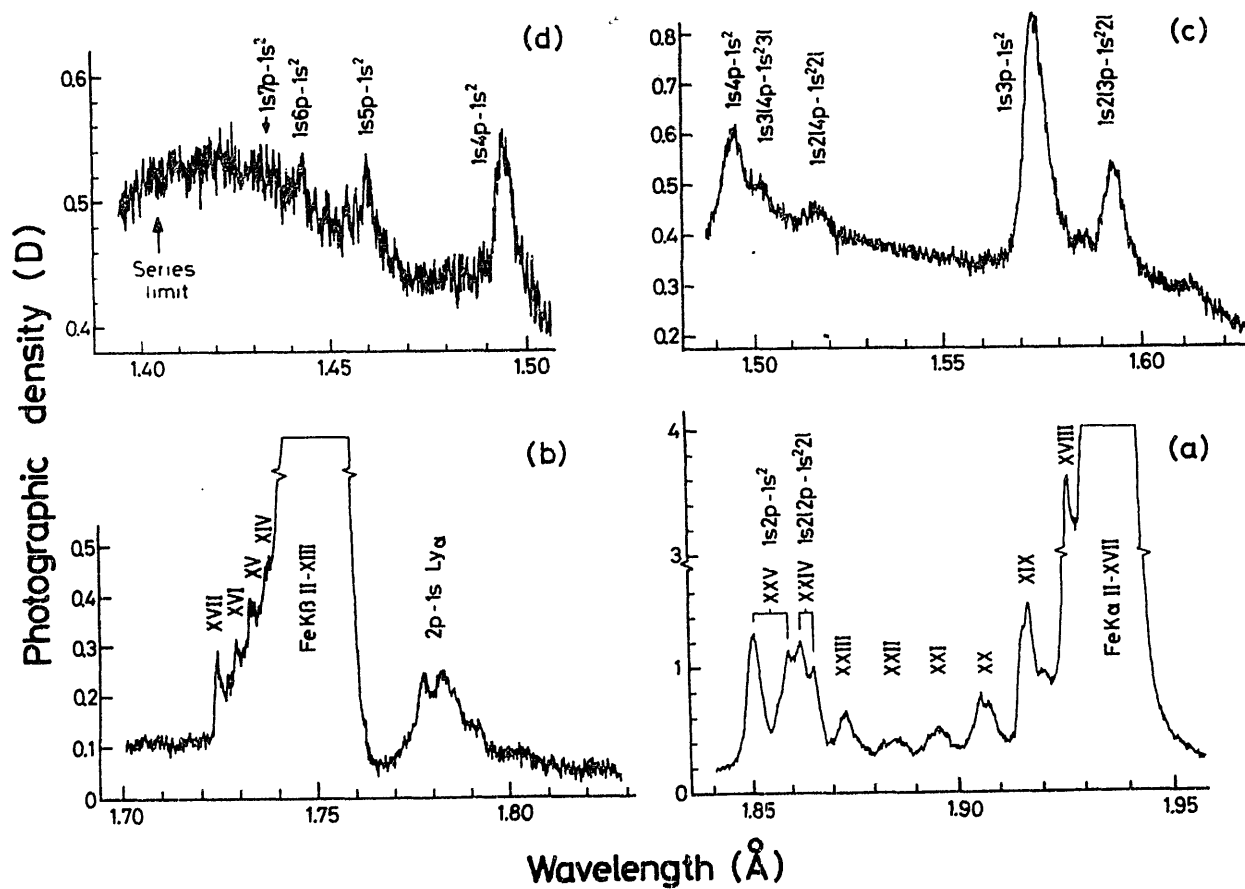 Photographic density (D)
(d)
0.6
0.5
0.4
1s7p-1s²
1s6p-1s²
1s5p-1s²
1s4p-1s²
Series
limit
1.40
1.45
1.50
(c)
0.8
0.7
0.6
0.5
0.4
0.3
0.2
1s4p-1s²
1s3l4p-1s²3l
1s2l4p-1s²2l
1s3p-1s²
1s2l3p-1s²2l
1.50
1.55
1.60
(b)
0.5
0.4
0.3
0.2
0.1
0
XVII
XVI
XV
XIV
FeKβ II-XIII
2p-1s Lyα
1.70
1.75
1.80
(a)
4
3
1
0
1s2p-1s²
1s2l2p-1s²2l
XXV
XXIV
XXIII
XXII
XXI
XX
XIX
XVIII
FeKα II-XVII
1.85
1.90
1.95
Wavelength (Å)